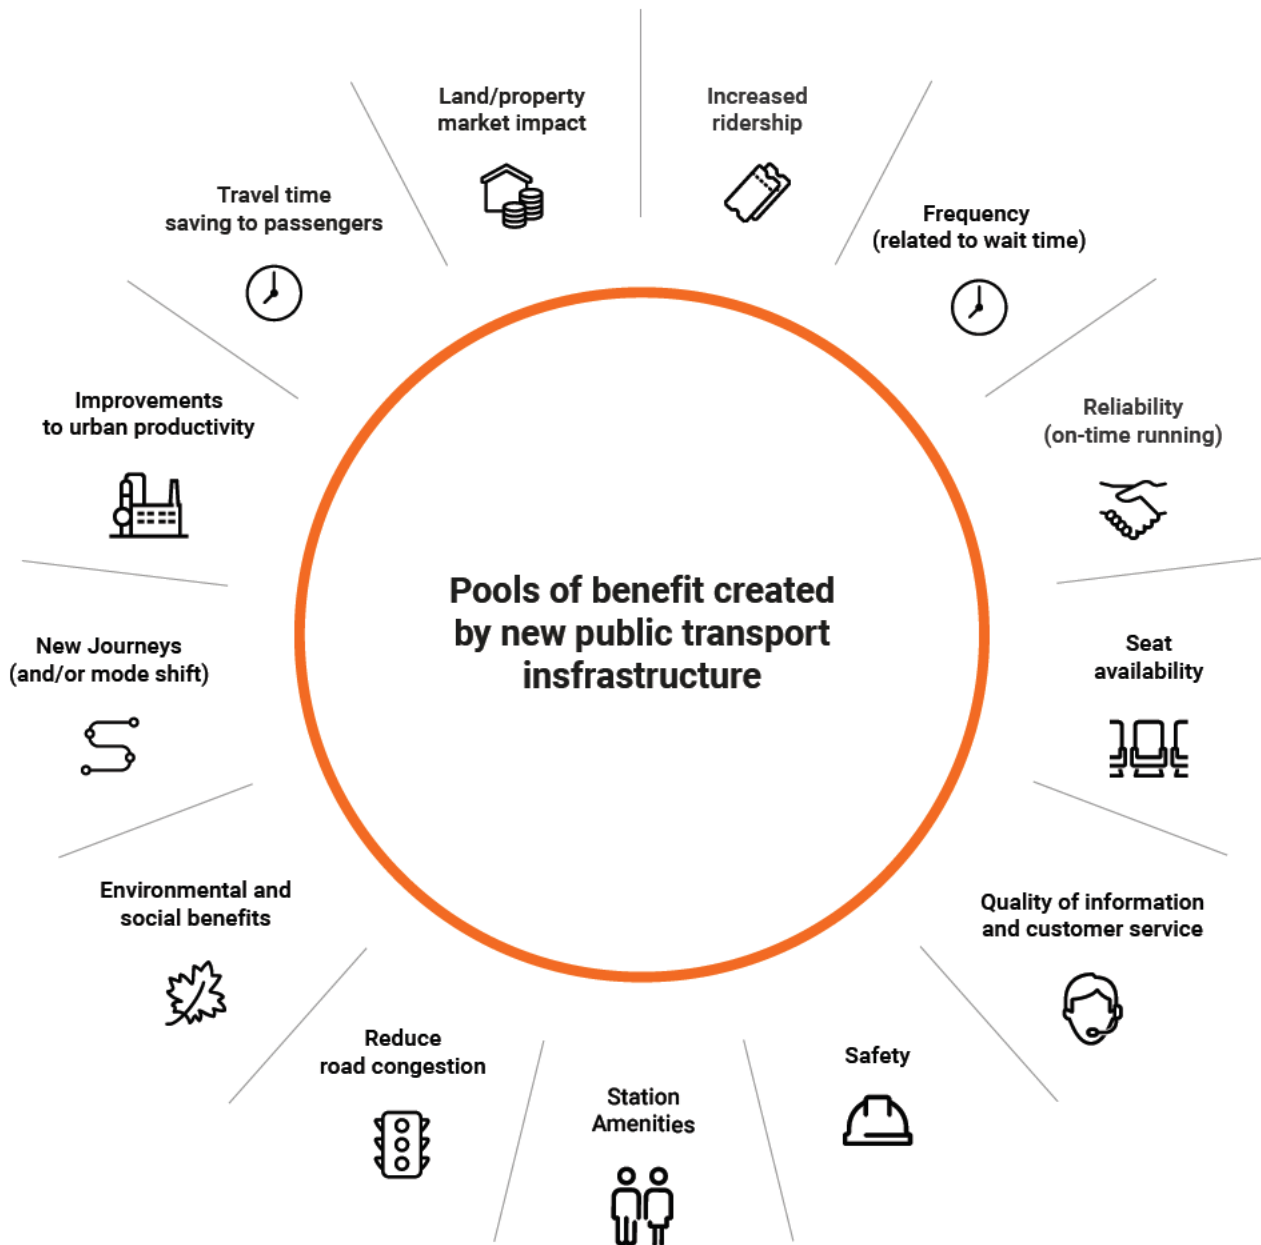 Land/property
market impact
Increased
ridership
Travel time
saving to passengers
Frequency
(related to wait time)
Improvements
to urban productivity
Reliability
(on-time running)
Pools of benefit created
by new public transport
insfrastructure
New Journeys
(and/or mode shift)
Seat
availability
Environmental and
social benefits
Quality of information
and customer service
Reduce
road congestion
Station
Amenities
Safety